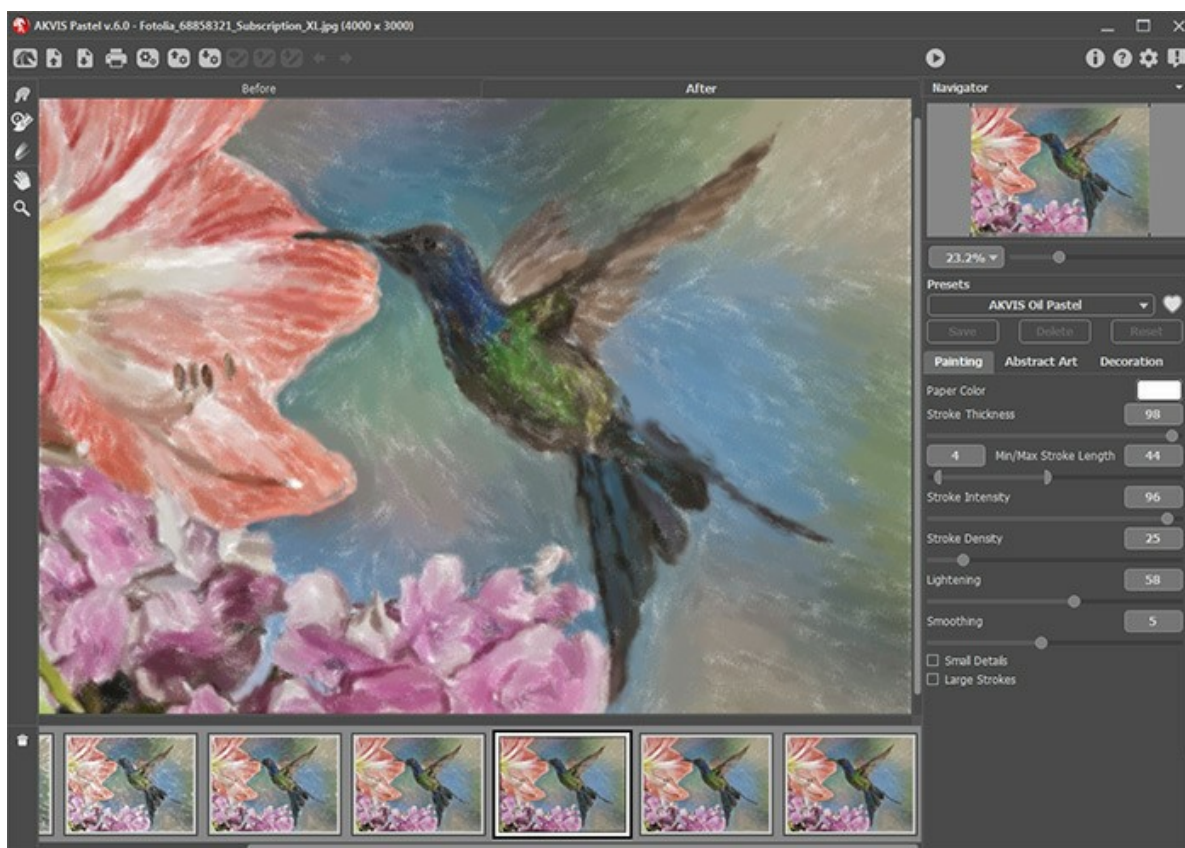 AKVIS Pastel v.6.0 - Fotolia_68858321_Subscription_XL.jpg (4000 x 3000)
Before
After
Navigator
23.2%
Presets
AKVIS Oil Pastel
Save Delete Reset
Painting Abstract Art Decoration
Paper Color
Stroke Thickness 98
4 Min/Max Stroke Length 44
Stroke Intensity 96
Stroke Density 25
Lightening 58
Smoothing 5
Small Details
Large Strokes